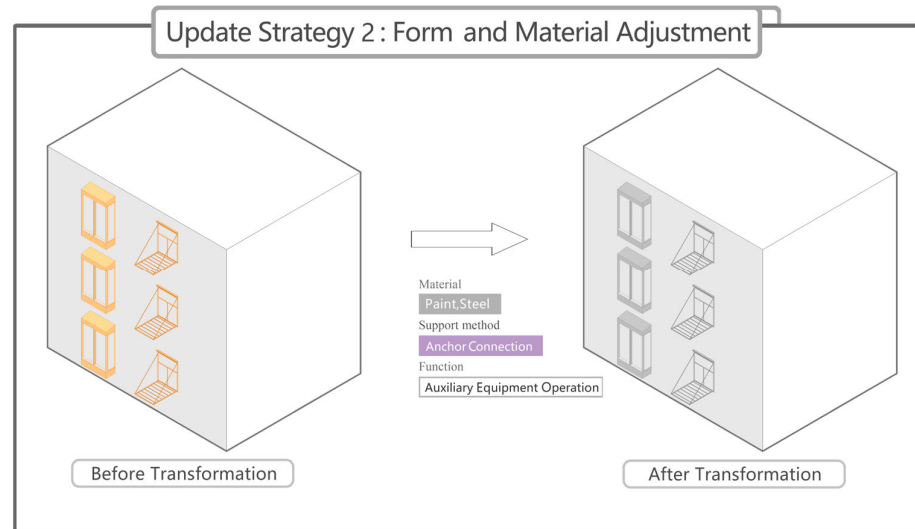 Update Strategy 2: Form and Material Adjustment
Material
Paint,Steel
Support method
Anchor Connection
Function
Auxiliary Equipment Operation
Before Transformation
After Transformation